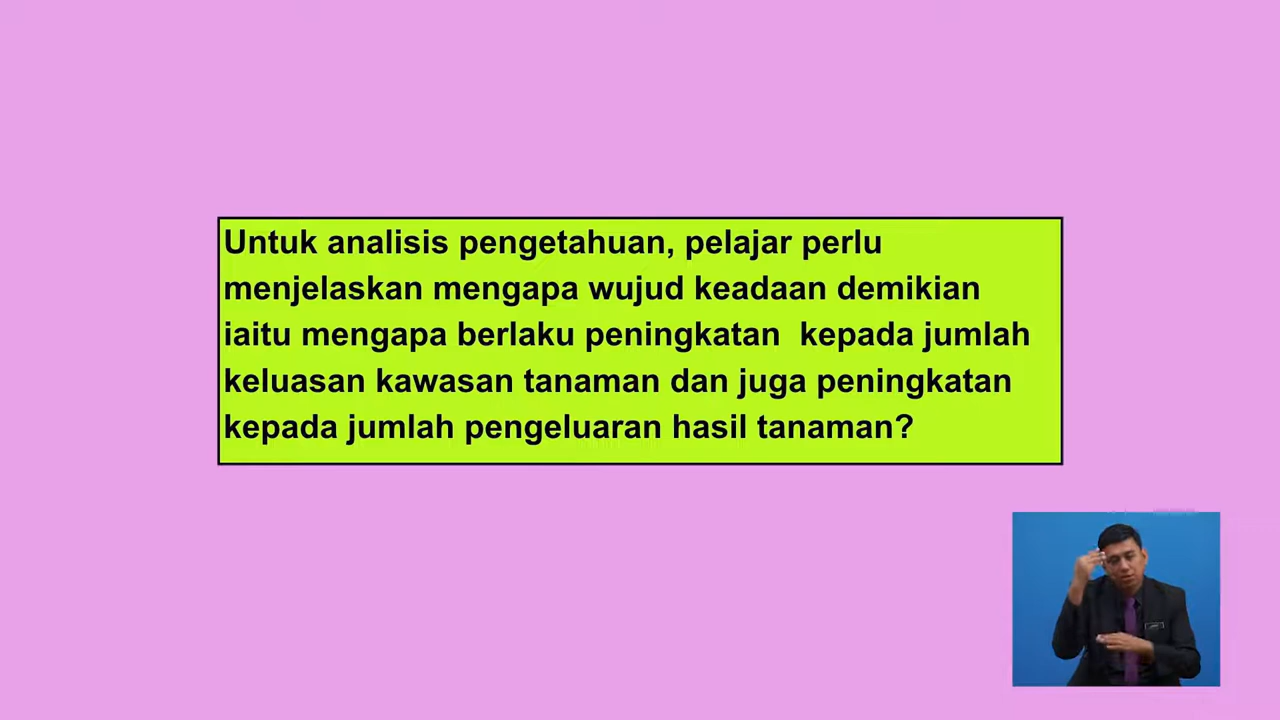 Untuk analisis pengetahuan, pelajar perlu
menjelaskan mengapa wujud keadaan demikian
iaitu mengapa berlaku peningkatan  kepada jumlah
keluasan kawasan tanaman dan juga peningkatan
kepada jumlah pengeluaran hasil tanaman?